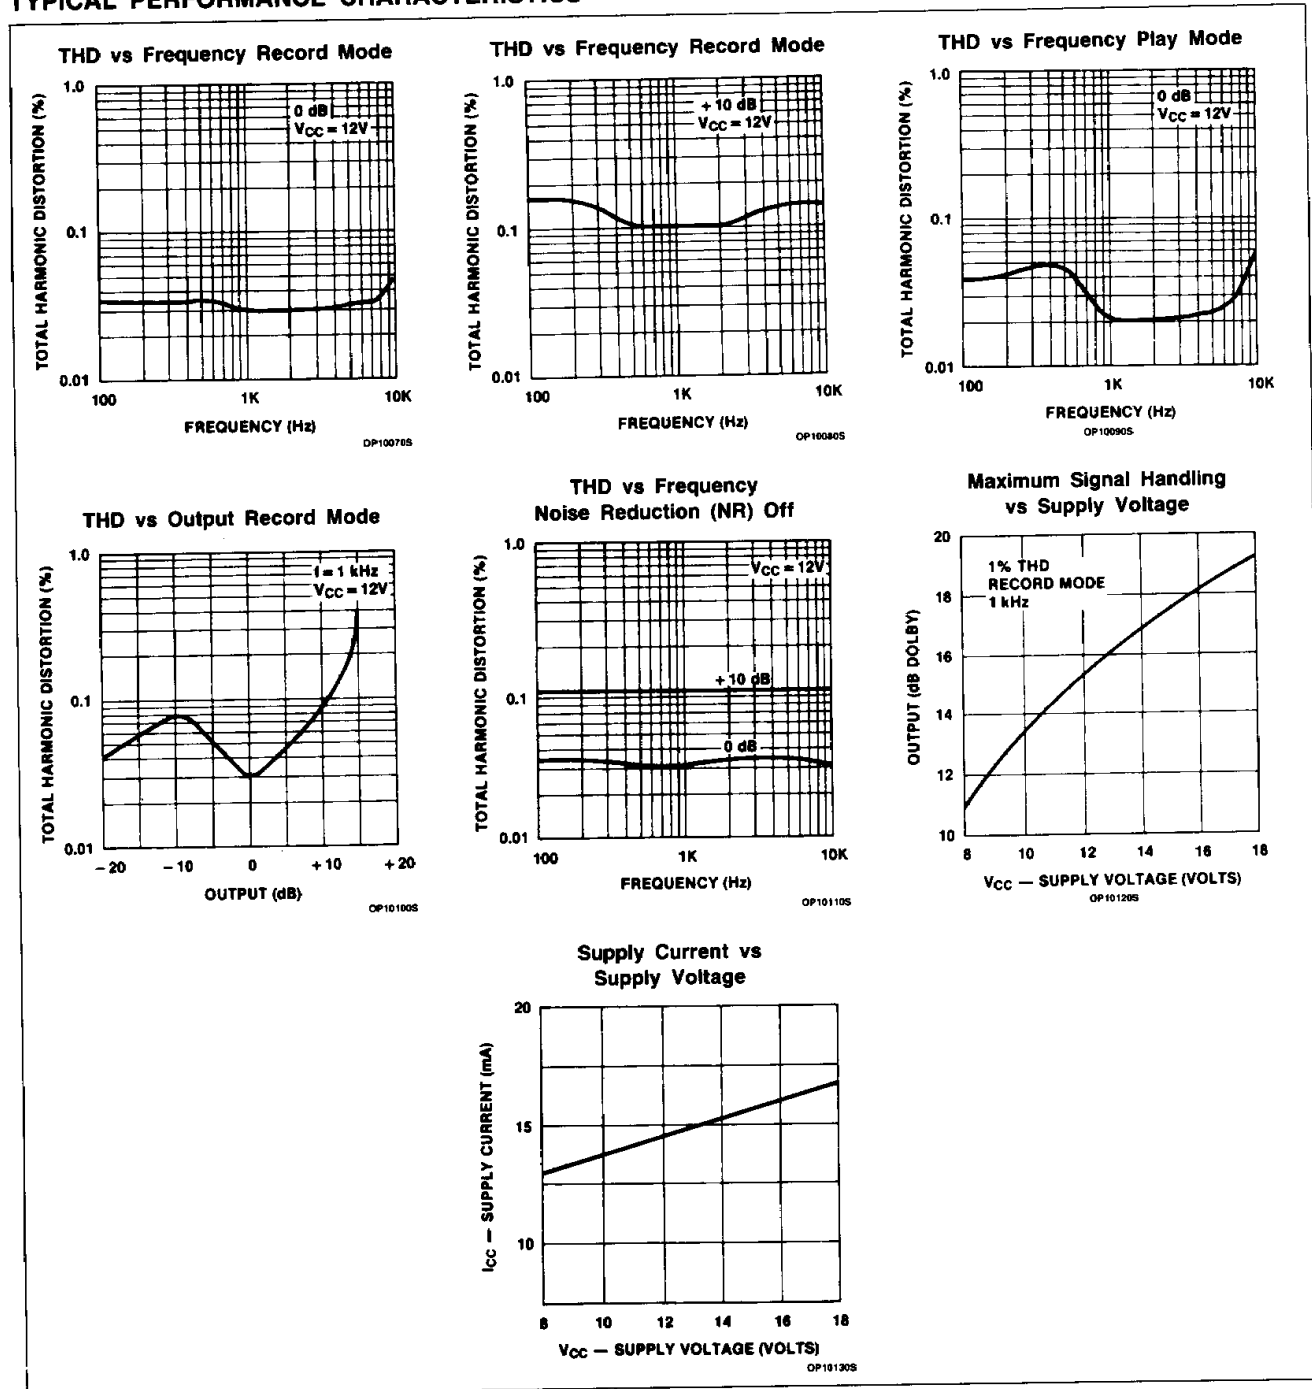 TYPICAL PERFORMANCE CHARACTERISTICS
THD vs Frequency Record Mode
TOTAL HARMONIC DISTORTION (%)
1.0
0.1
0.01
0 dB
VCC = 12V
100 1K 10K
FREQUENCY (Hz)
OP10070S
THD vs Frequency Record Mode
TOTAL HARMONIC DISTORTION (%)
1.0
0.1
0.01
+ 10 dB
VCC = 12V
100 1K 10K
FREQUENCY (Hz)
OP10080S
THD vs Frequency Play Mode
TOTAL HARMONIC DISTORTION (%)
1.0
0.1
0.01
0 dB
VCC = 12V
100 1K 10K
FREQUENCY (Hz)
OP10090S
THD vs Output Record Mode
TOTAL HARMONIC DISTORTION (%)
1.0
0.1
0.01
f = 1 kHz
VCC = 12V
- 20 - 10 0 + 10 + 20
OUTPUT (dB)
OP10100S
THD vs Frequency
Noise Reduction (NR) Off
TOTAL HARMONIC DISTORTION (%)
1.0
0.1
0.01
VCC = 12V
+ 10 dB
0 dB
100 1K 10K
FREQUENCY (Hz)
OP10110S
Maximum Signal Handling
vs Supply Voltage
OUTPUT (dB DOLBY)
20
18
16
14
12
10
1% THD
RECORD MODE
1 kHz
8 10 12 14 16 18
VCC — SUPPLY VOLTAGE (VOLTS)
OP10120S
Supply Current vs
Supply Voltage
ICC — SUPPLY CURRENT (mA)
20
15
10
8 10 12 14 16 18
VCC — SUPPLY VOLTAGE (VOLTS)
OP10130S